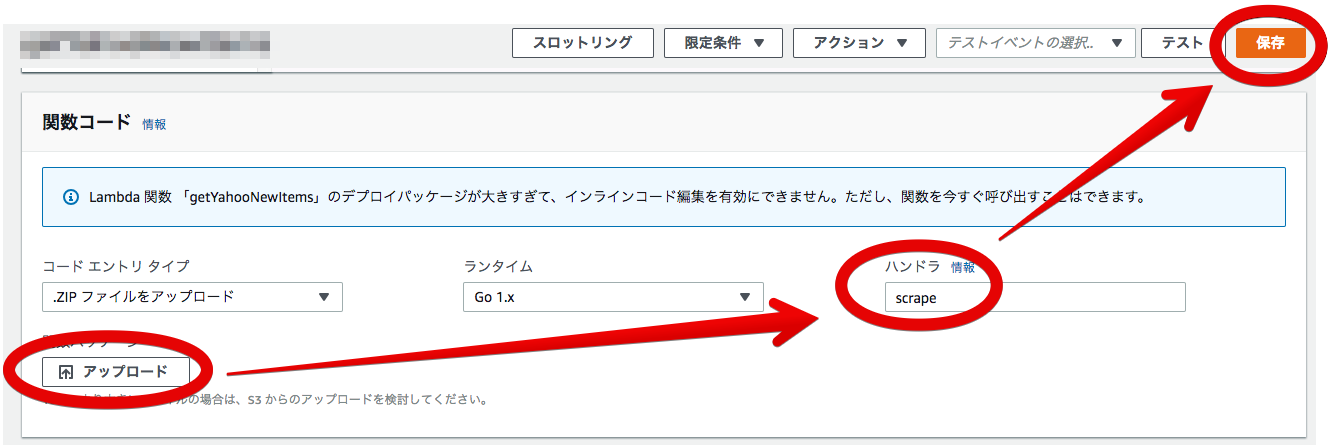 スロットリング 限定条件 アクション テストイベントの選択.. テスト 保存
関数コード 情報
Lambda 関数 「getYahooNewItems」のデプロイパッケージが大きすぎて、インラインコード編集を有効にできません。ただし、関数を今すぐ呼び出すことはできます。
コード エントリ タイプ ランタイム ハンドラ 情報
.ZIP ファイルをアップロード Go 1.x scrape
アップロード
の場合は、S3 からのアップロードを検討してください。